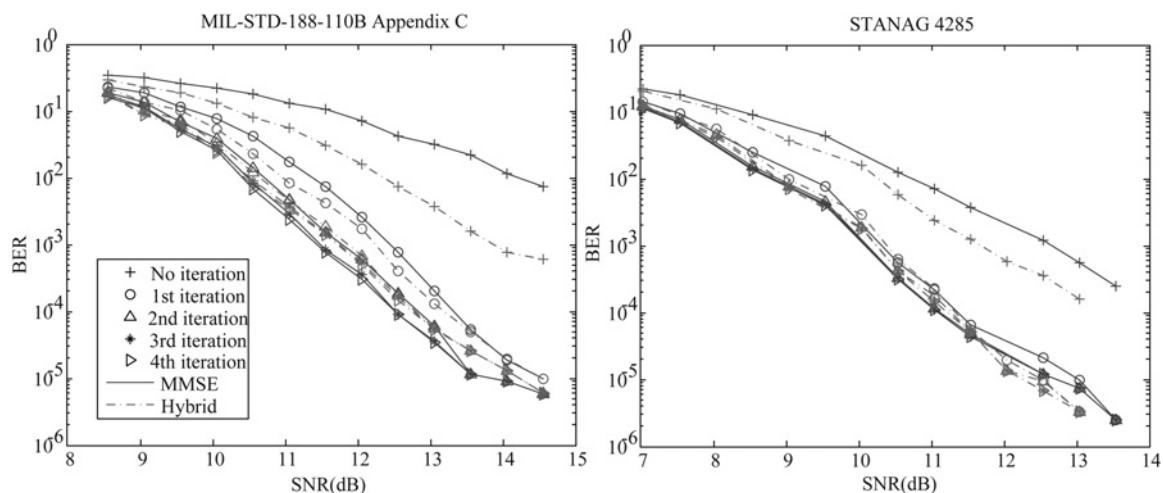 MIL-STD-188-110B Appendix C
10^0
10^-1
10^-2
10^-3
10^-4
10^-5
10^-6
BER
No iteration
1st iteration
2nd iteration
3rd iteration
4th iteration
MMSE
Hybrid
8 9 10 11 12 13 14 15
SNR(dB)
STANAG 4285
10^0
10^-1
10^-2
10^-3
10^-4
10^-5
10^-6
BER
7 8 9 10 11 12 13 14
SNR(dB)